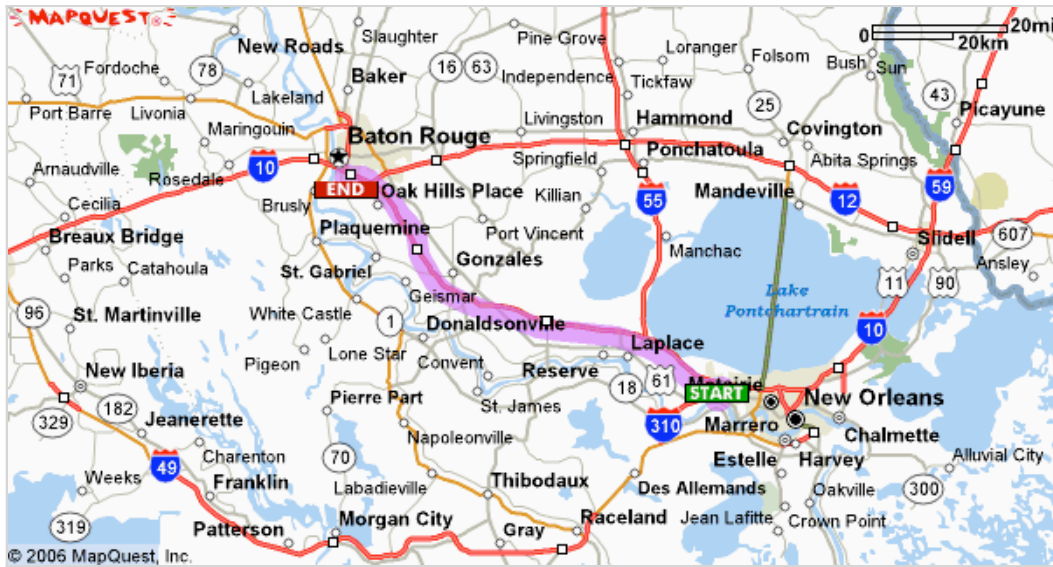 MAPQUEST
20mi
0
20km
New Roads
Slaughter
Pine Grove
Loranger
Folsom
Bush
Sun
71
Fordoche
78
Baker
16
63
Independence
Tickfaw
43
Lakeland
25
Picayune
Port Barre
Livonia
Livingston
Hammond
Covington
Maringouin
Baton Rouge
Springfield
Ponchatoula
Abita Springs
Arnaudville
Rosedale
10
END
Oak Hills Place
Killian
55
Mandeville
12
59
Cecilia
Brusly
Breaux Bridge
Plaquemine
Port Vincent
Manchac
Slidell
607
Parks
Catahoula
St. Gabriel
Gonzales
Ansley
11
90
Geismar
Lake
Pontchartrain
96
St. Martinville
White Castle
1
Donaldsonville
10
Pigeon
Lone Star
Convent
Laplace
New Iberia
Reserve
18
61
Metairie
START
New Orleans
182
Pierre Part
St. James
329
Jeanerette
310
Marrero
Chalmette
Napoleonville
49
Charenton
70
Estelle
Harvey
Alluvial City
Weeks
Franklin
Labadieville
Thibodaux
Des Allemands
Oakville
300
319
Patterson
Morgan City
Gray
Raceland
Jean Lafitte
Crown Point
© 2006 MapQuest, Inc.